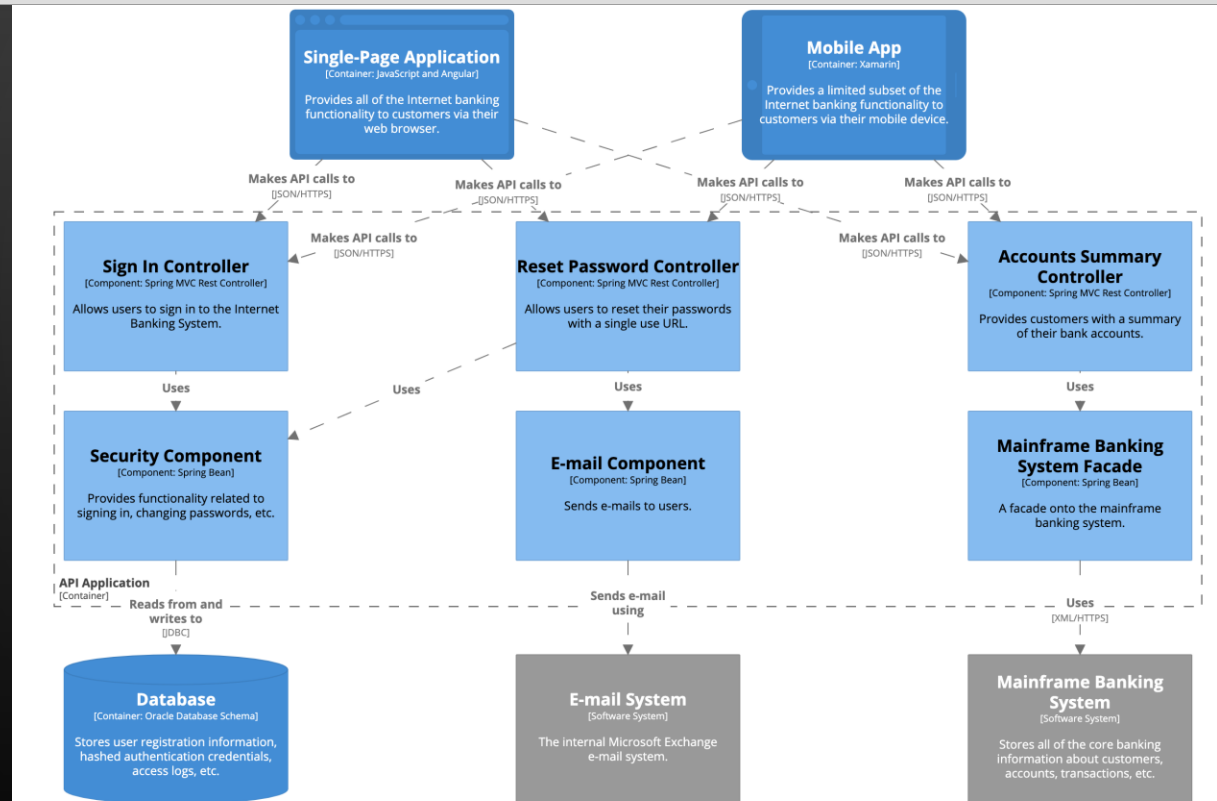 Single-Page Application
[Container: JavaScript and Angular]
Provides all of the Internet banking
functionality to customers via their
web browser.
Mobile App
[Container: Xamarin]
Provides a limited subset of the
Internet banking functionality to
customers via their mobile device.
Makes API calls to
[JSON/HTTPS]
Makes API calls to
[JSON/HTTPS]
Makes API calls to
[JSON/HTTPS]
Makes API calls to
[JSON/HTTPS]
Makes API calls to
[JSON/HTTPS]
Makes API calls to
[JSON/HTTPS]
Sign In Controller
[Component: Spring MVC Rest Controller]
Allows users to sign in to the Internet
Banking System.
Reset Password Controller
[Component: Spring MVC Rest Controller]
Allows users to reset their passwords
with a single use URL.
Accounts Summary
Controller
[Component: Spring MVC Rest Controller]
Provides customers with a summary
of their bank accounts.
Uses
Uses
Uses
Uses
Security Component
[Component: Spring Bean]
Provides functionality related to
signing in, changing passwords, etc.
E-mail Component
[Component: Spring Bean]
Sends e-mails to users.
Mainframe Banking
System Facade
[Component: Spring Bean]
A facade onto the mainframe
banking system.
API Application
[Container]
Reads from and
writes to
[JDBC]
Sends e-mail
using
Uses
[XML/HTTPS]
Database
[Container: Oracle Database Schema]
Stores user registration information,
hashed authentication credentials,
access logs, etc.
E-mail System
[Software System]
The internal Microsoft Exchange
e-mail system.
Mainframe Banking
System
[Software System]
Stores all of the core banking
information about customers,
accounts, transactions, etc.